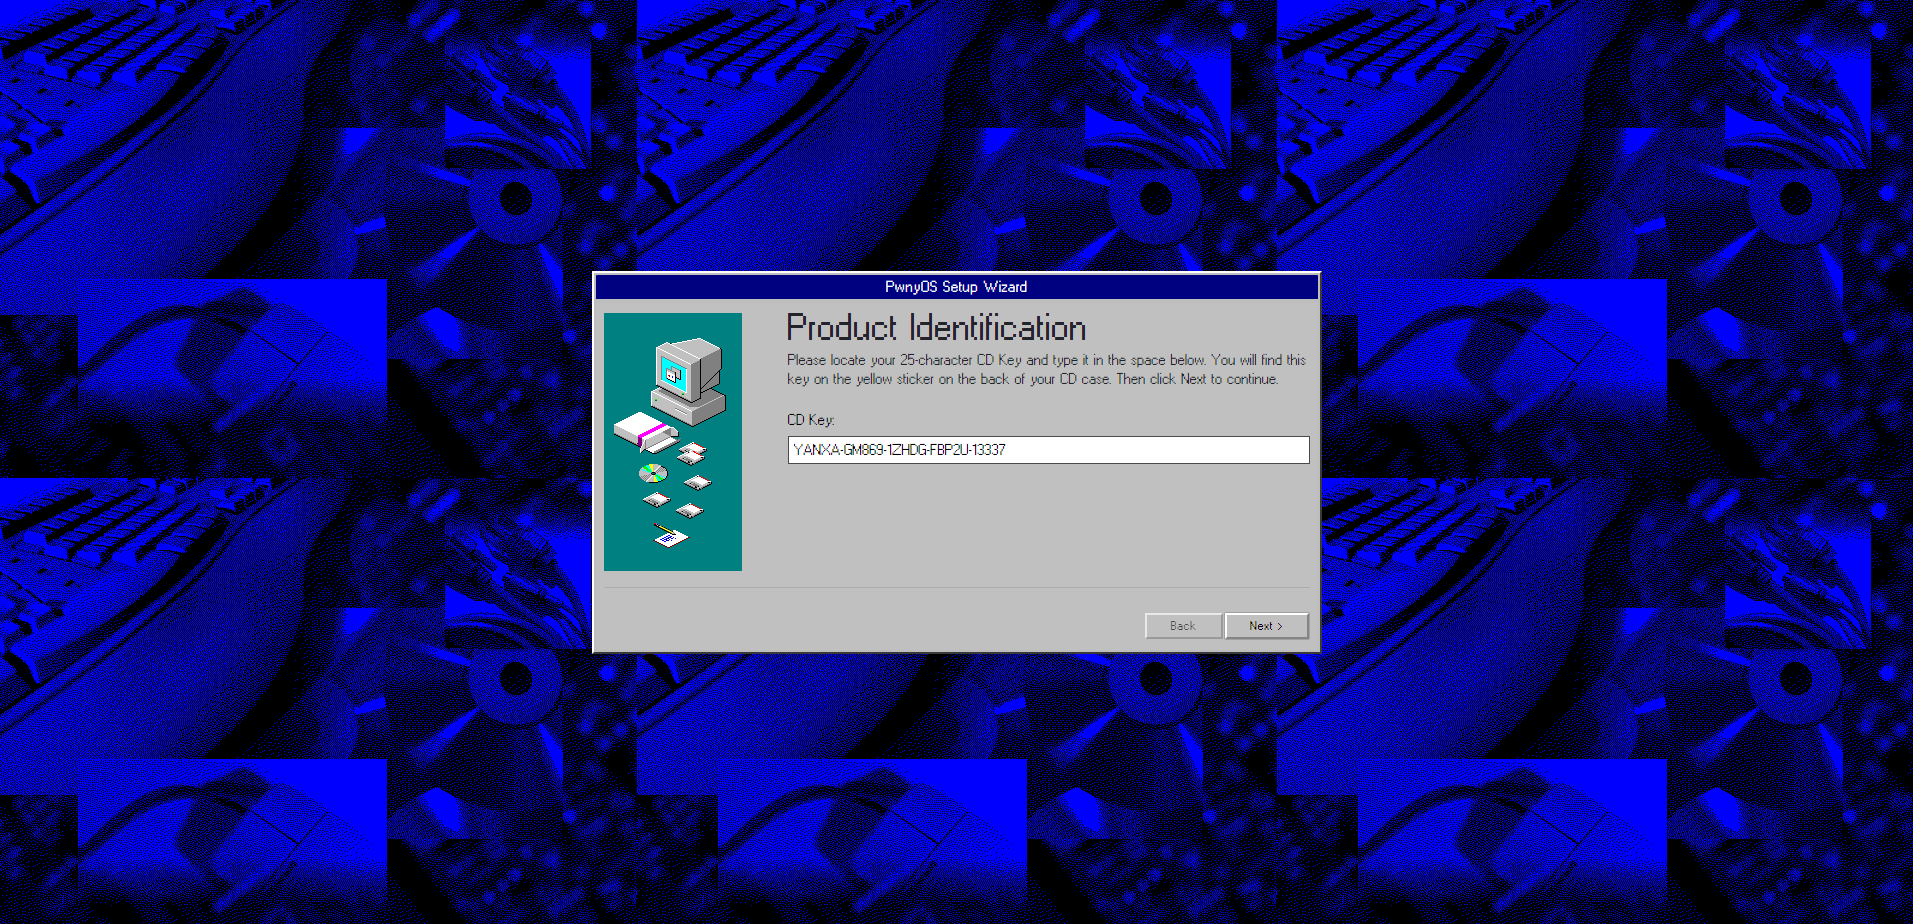 PwnyOS Setup Wizard
Product Identification
Please locate your 25-character CD Key and type it in the space below. You will find this
key on the yellow sticker on the back of your CD case. Then click Next to continue.
CD Key:
YANXA-GM869-1ZHDG-FBP2U-13337
Back
Next >